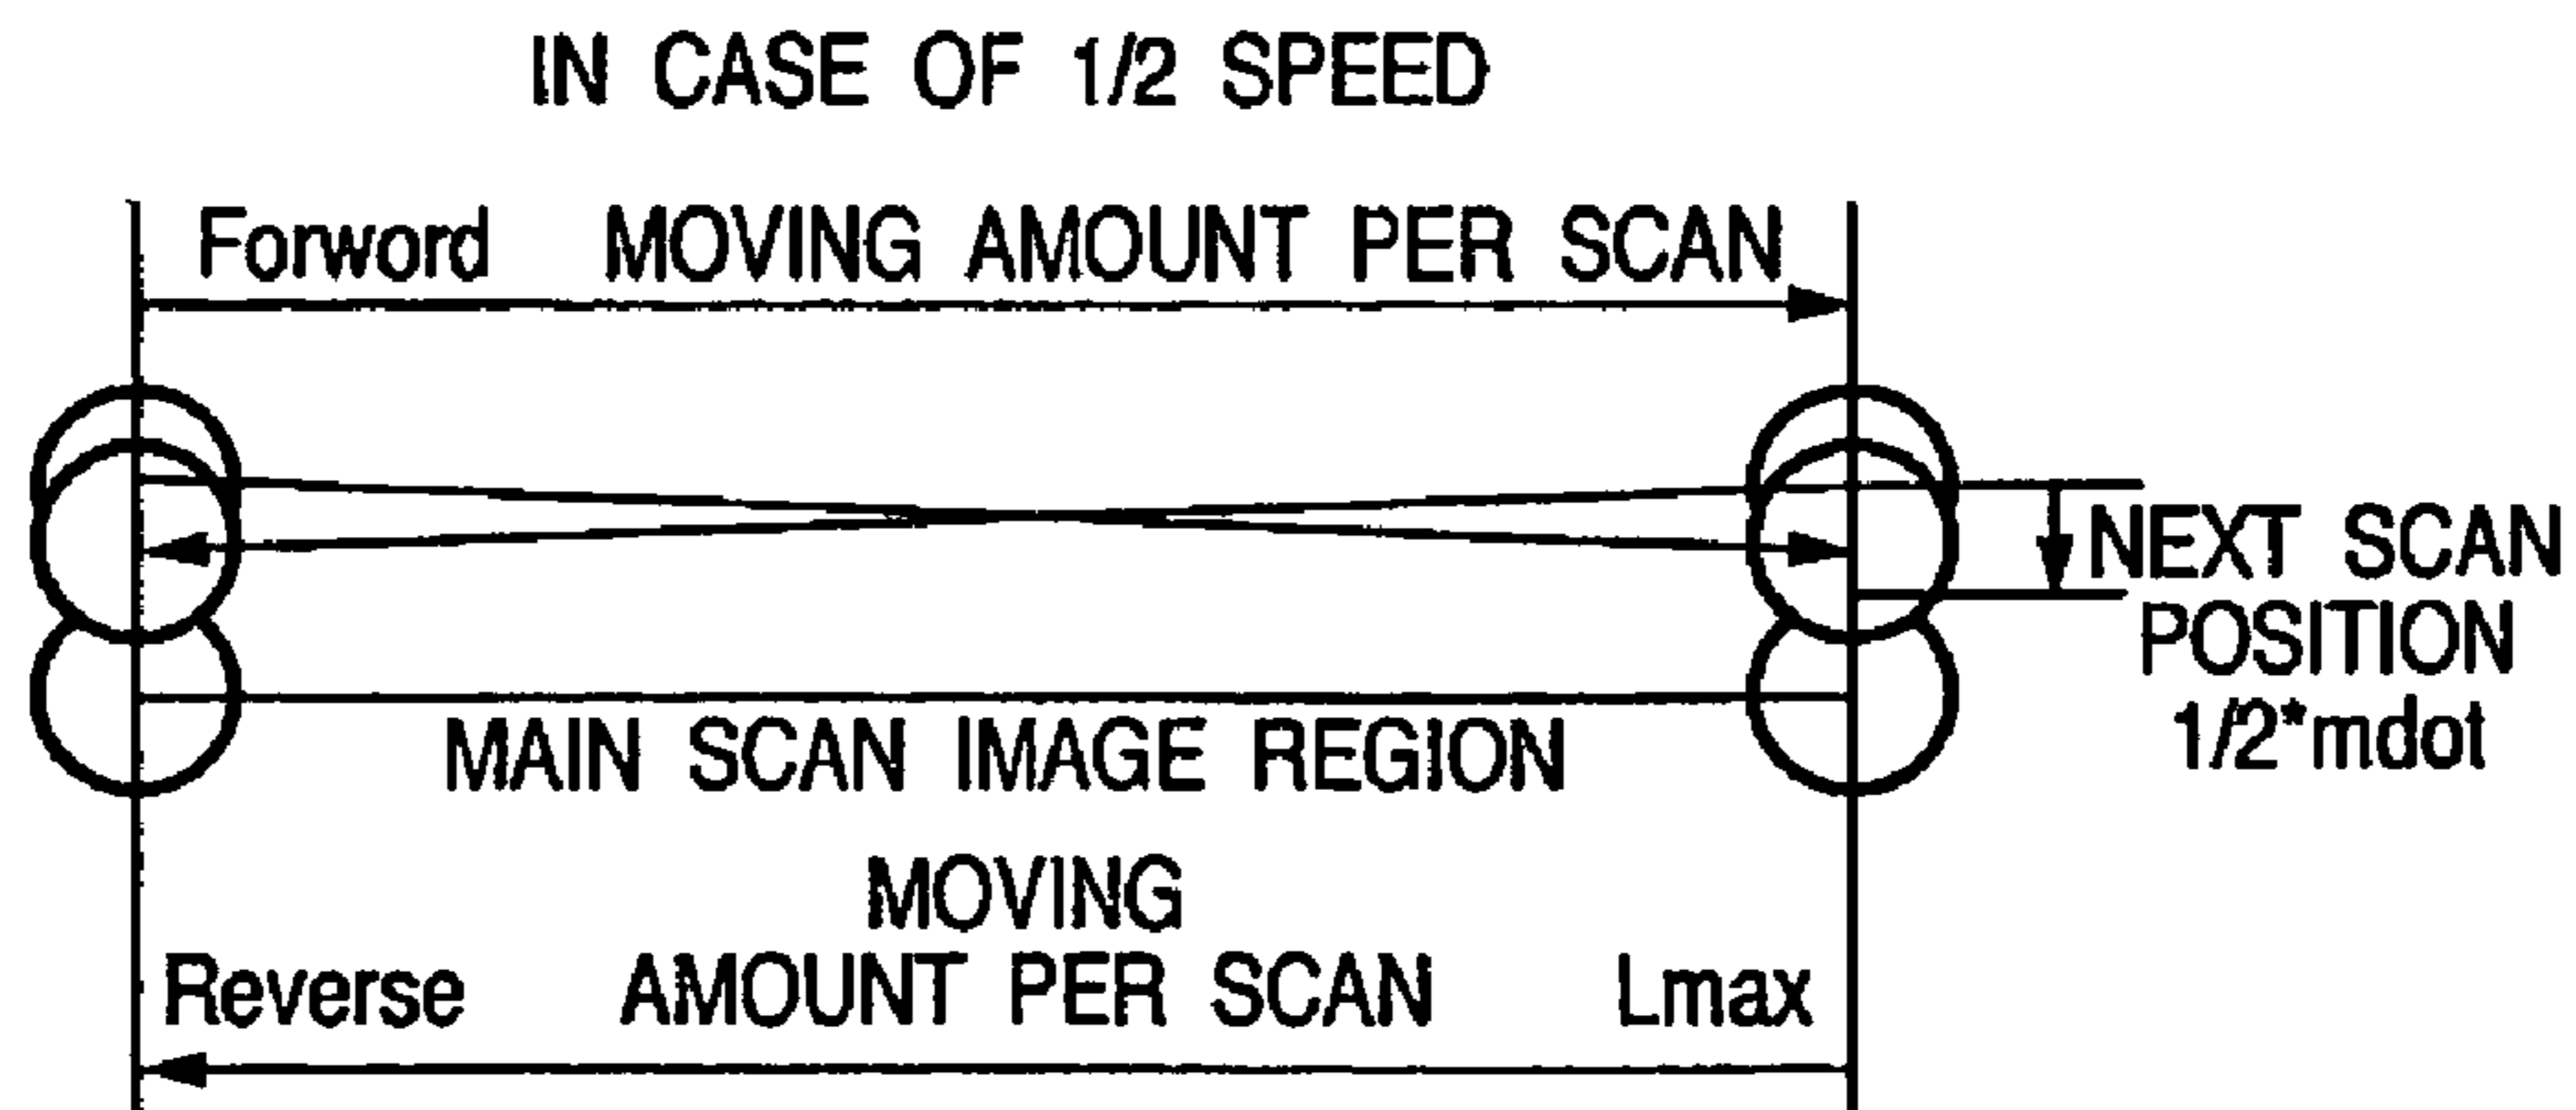 IN CASE OF 1/2 SPEED
Forword MOVING AMOUNT PER SCAN
NEXT SCAN
POSITION
1/2*mdot
MAIN SCAN IMAGE REGION
MOVING
Reverse AMOUNT PER SCAN Lmax